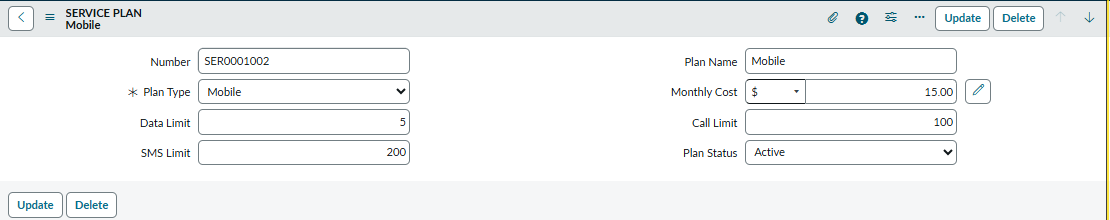 SERVICE PLAN
Mobile
Update Delete
Number SER0001002
Plan Name Mobile
* Plan Type Mobile
Monthly Cost $ 15.00
Data Limit 5
Call Limit 100
SMS Limit 200
Plan Status Active
Update Delete